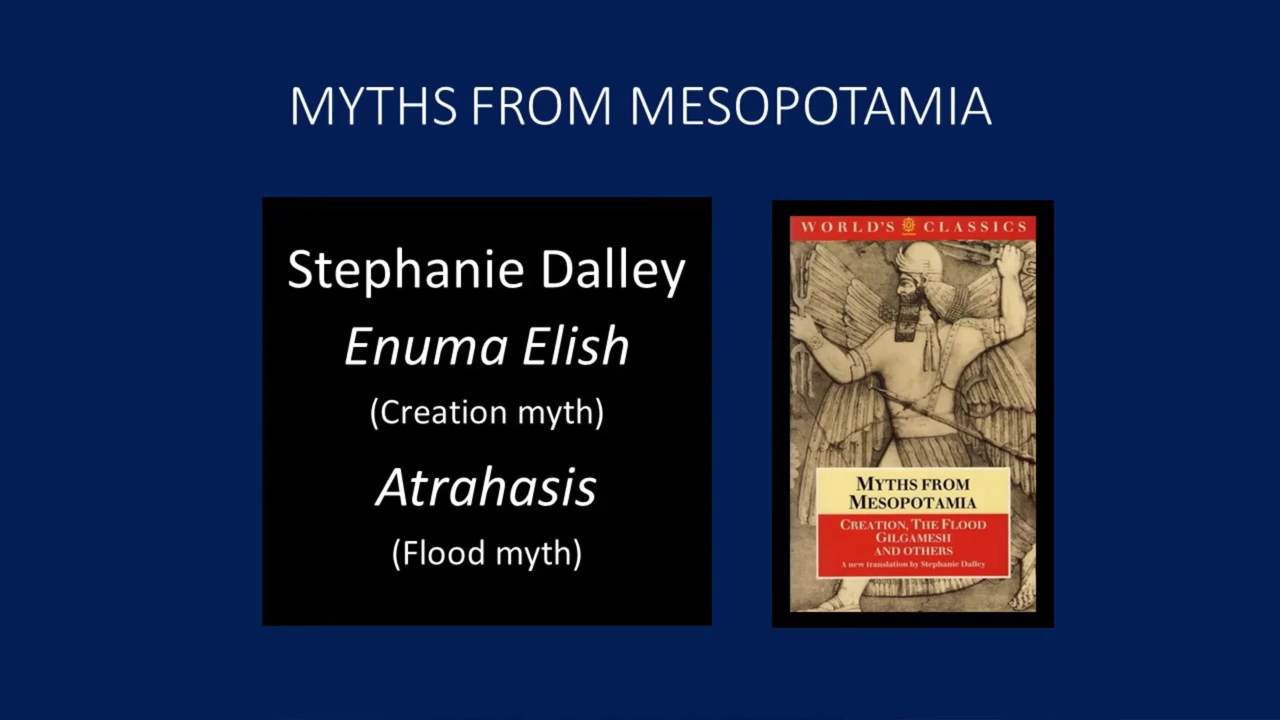 MYTHS FROM MESOPOTAMIA
Stephanie Dalley
Enuma Elish
(Creation myth)
Atrahasis
(Flood myth)
WORLD'S CLASSICS
MYTHS FROM
MESOPOTAMIA
CREATION, THE FLOOD
GILGAMESH
AND OTHERS
A new translation by Stephanie Dalley